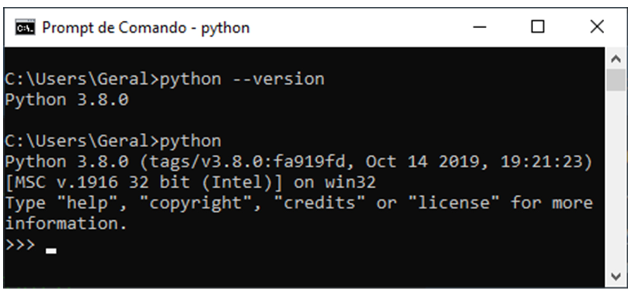 Prompt de Comando - python
C:\Users\Geral>python --version
Python 3.8.0
C:\Users\Geral>python
Python 3.8.0 (tags/v3.8.0:fa919fd, Oct 14 2019, 19:21:23)
[MSC v.1916 32 bit (Intel)] on win32
Type "help", "copyright", "credits" or "license" for more
information.
>>>